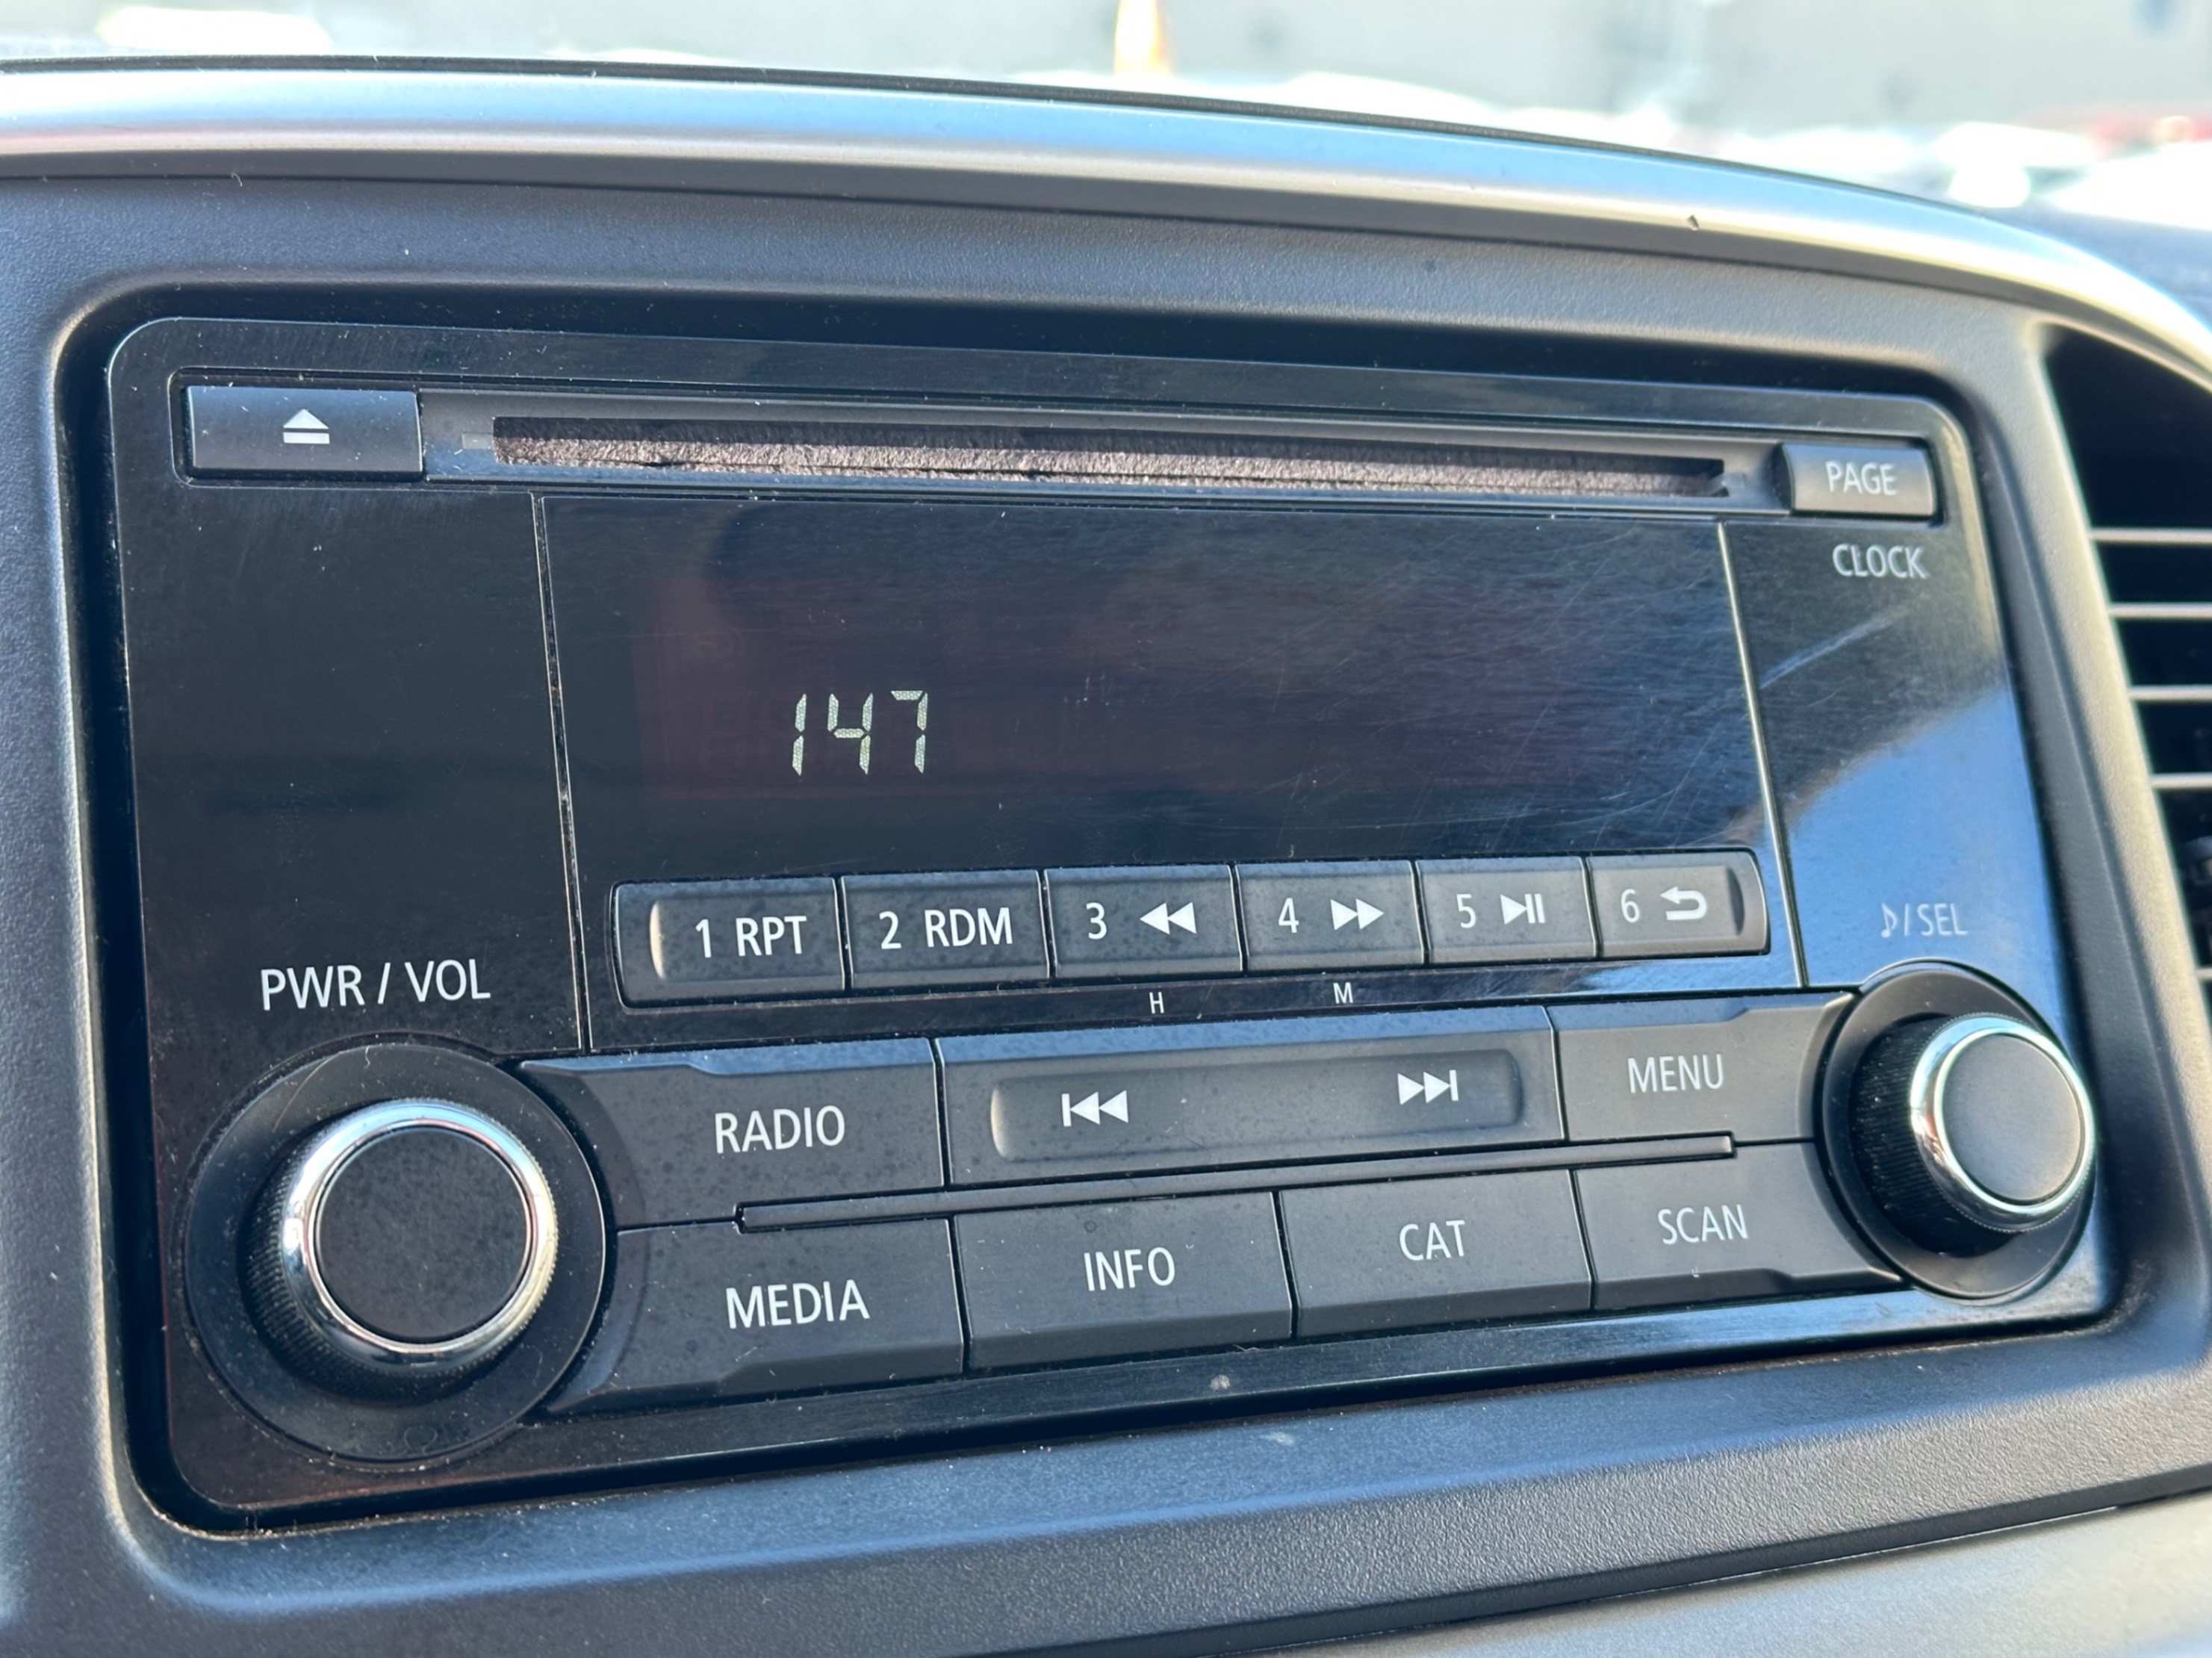 PAGE
CLOCK
147
1 RPT 2 RDM 3 4 5 6
H M
PWR / VOL
♪/SEL
RADIO
MENU
MEDIA
INFO
CAT
SCAN